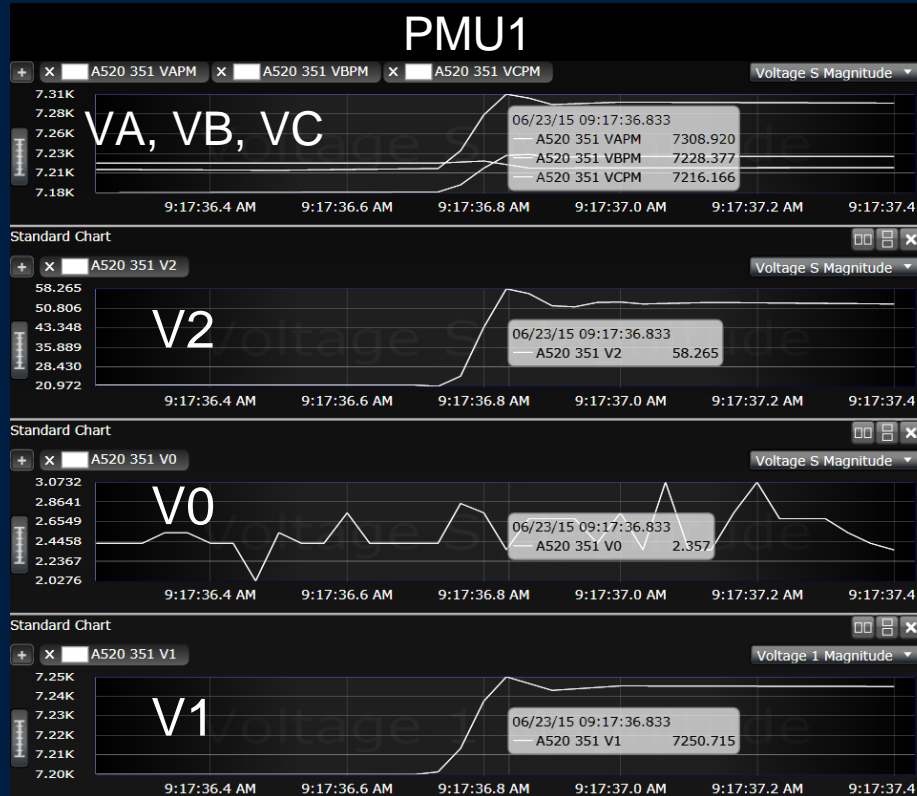 PMU1
+ × A520 351 VAPM × A520 351 VBPM × A520 351 VCPM Voltage S Magnitude
7.31K
7.28K
7.26K
7.23K
7.21K
7.18K
VA, VB, VC
06/23/15 09:17:36.833
A520 351 VAPM 7308.920
A520 351 VBPM 7228.377
A520 351 VCPM 7216.166
9:17:36.4 AM 9:17:36.6 AM 9:17:36.8 AM 9:17:37.0 AM 9:17:37.2 AM 9:17:37.4
Standard Chart
+ × A520 351 V2 Voltage S Magnitude
58.265
50.806
43.348
35.889
28.430
20.972
V2
Voltage S Magnitude
06/23/15 09:17:36.833
A520 351 V2 58.265
9:17:36.4 AM 9:17:36.6 AM 9:17:36.8 AM 9:17:37.0 AM 9:17:37.2 AM 9:17:37.4
Standard Chart
+ × A520 351 V0 Voltage S Magnitude
3.0732
2.8641
2.6549
2.4458
2.2367
2.0276
V0
06/23/15 09:17:36.833
A520 351 V0 2.357
9:17:36.4 AM 9:17:36.6 AM 9:17:36.8 AM 9:17:37.0 AM 9:17:37.2 AM 9:17:37.4
Standard Chart
+ × A520 351 V1 Voltage 1 Magnitude
7.25K
7.24K
7.23K
7.22K
7.21K
7.20K
V1
06/23/15 09:17:36.833
A520 351 V1 7250.715
9:17:36.4 AM 9:17:36.6 AM 9:17:36.8 AM 9:17:37.0 AM 9:17:37.2 AM 9:17:37.4